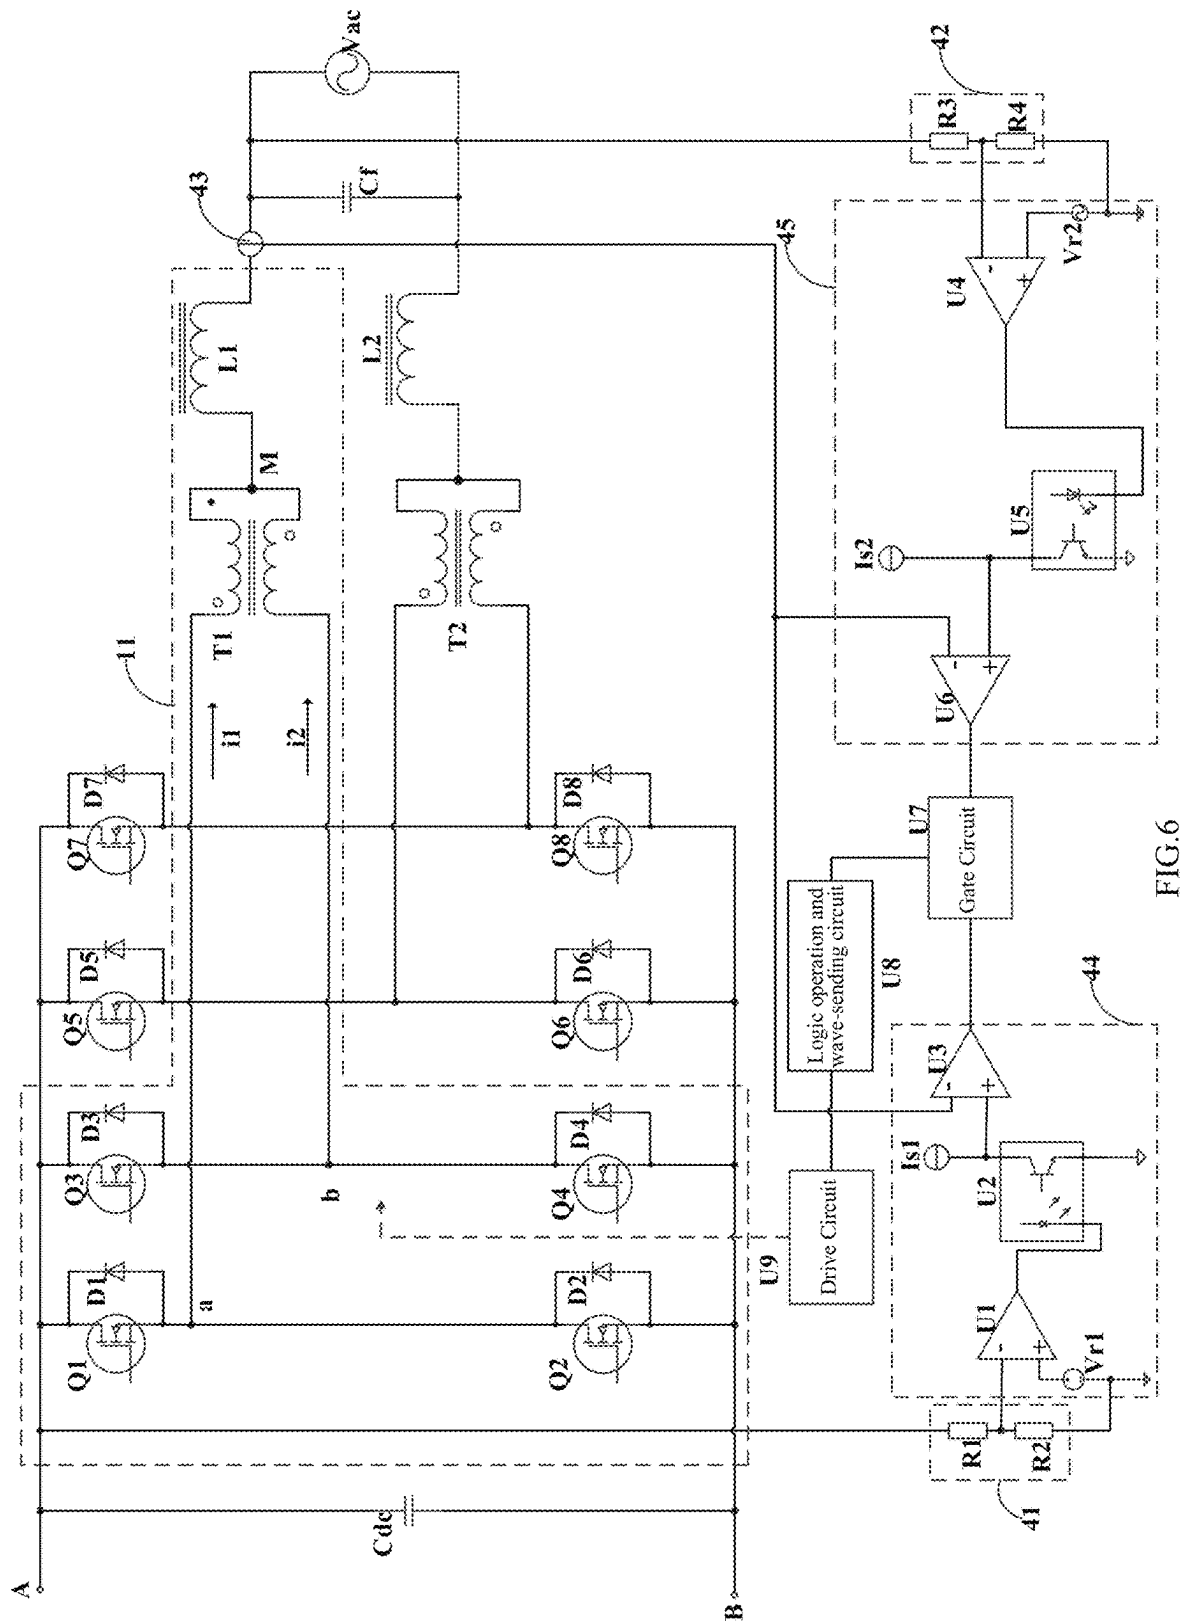 A
B
Cdc
Q1
D1
Q2
D2
Q3
D3
Q4
D4
Q5
D5
Q6
D6
Q7
D7
Q8
D8
a
b
i1
i2
11
T1
T2
M
L1
L2
43
Cf
Vac
41
R1
R2
42
R3
R4
44
U1
Vr1
U2
Is1
U3
45
U4
Vr2
U5
Is2
U6
U7
Gate Circuit
U8
Logic operation and
wave-sending circuit
U9
Drive Circuit
-
+
-
+
-
+
-
+
FIG.6